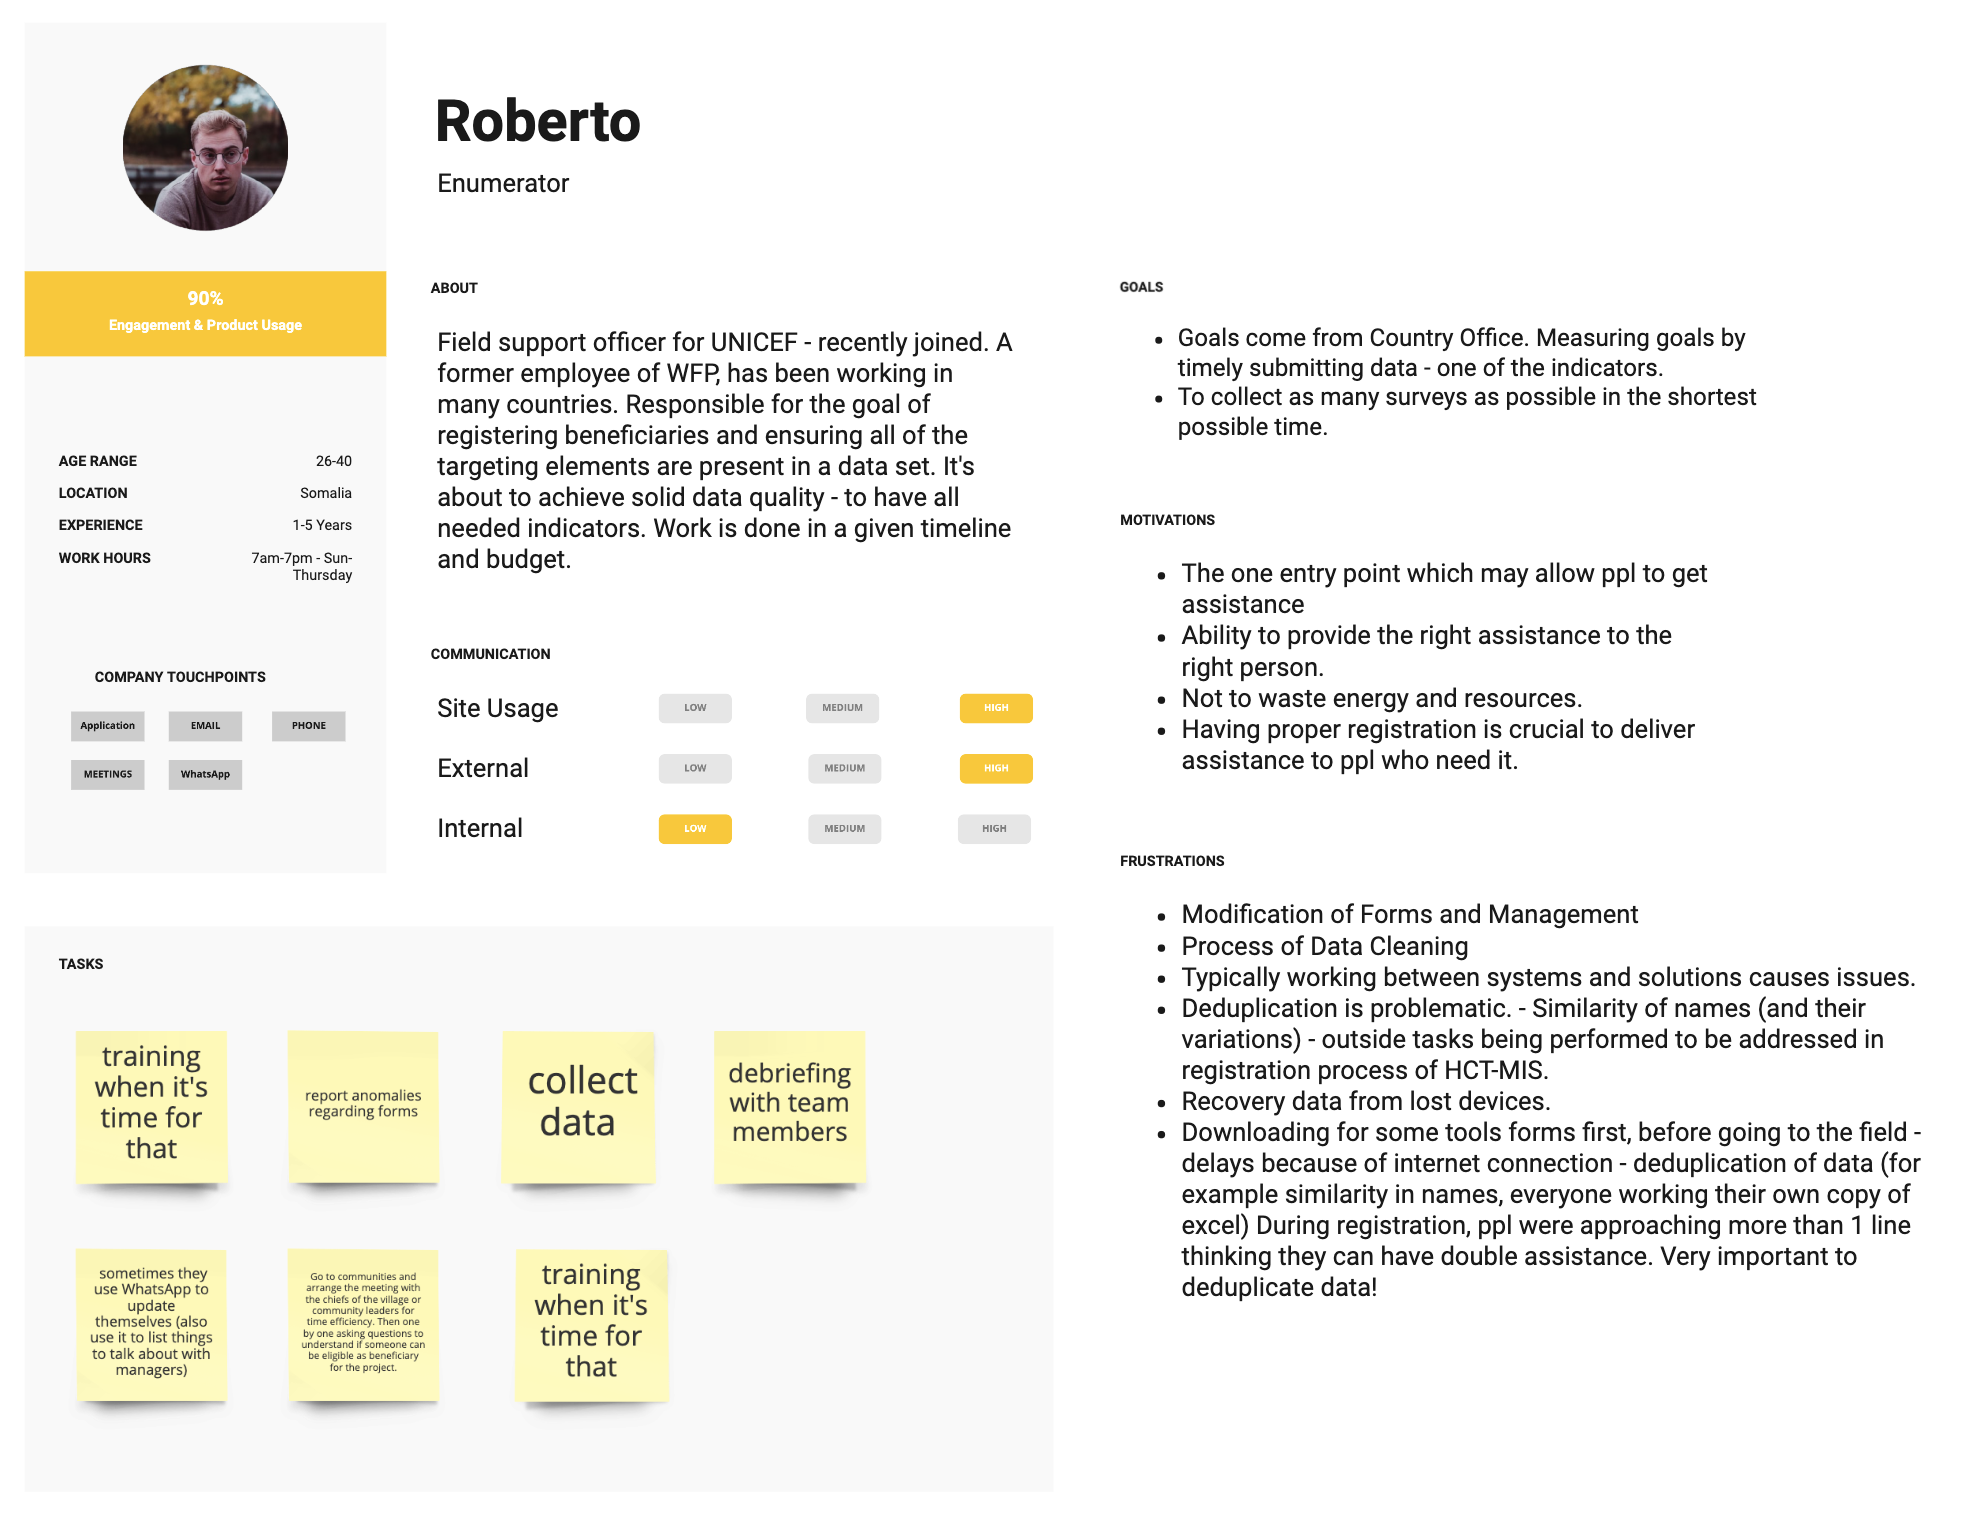 Roberto
Enumerator
90%
Engagement & Product Usage
AGE RANGE 26-40
LOCATION Somalia
EXPERIENCE 1-5 Years
WORK HOURS 7am-7pm - Sun-
Thursday
COMPANY TOUCHPOINTS
Application EMAIL PHONE
MEETINGS WhatsApp
ABOUT
Field support officer for UNICEF - recently joined. A
former employee of WFP, has been working in
many countries. Responsible for the goal of
registering beneficiaries and ensuring all of the
targeting elements are present in a data set. It's
about to achieve solid data quality - to have all
needed indicators. Work is done in a given timeline
and budget.
COMMUNICATION
Site Usage LOW MEDIUM HIGH
External LOW MEDIUM HIGH
Internal LOW MEDIUM HIGH
GOALS
• Goals come from Country Office. Measuring goals by
timely submitting data - one of the indicators.
• To collect as many surveys as possible in the shortest
possible time.
MOTIVATIONS
• The one entry point which may allow ppl to get
assistance
• Ability to provide the right assistance to the
right person.
• Not to waste energy and resources.
• Having proper registration is crucial to deliver
assistance to ppl who need it.
FRUSTRATIONS
• Modification of Forms and Management
• Process of Data Cleaning
• Typically working between systems and solutions causes issues.
• Deduplication is problematic. - Similarity of names (and their
variations) - outside tasks being performed to be addressed in
registration process of HCT-MIS.
• Recovery data from lost devices.
• Downloading for some tools forms first, before going to the field -
delays because of internet connection - deduplication of data (for
example similarity in names, everyone working their own copy of
excel) During registration, ppl were approaching more than 1 line
thinking they can have double assistance. Very important to
deduplicate data!
TASKS
training
when it's
time for
that
report anomalies
regarding forms
collect
data
debriefing
with team
members
sometimes they
use WhatsApp to
update
themselves (also
use it to list things
to talk about with
managers)
Go to communities and
arrange the meeting with
the chiefs of the village or
community leaders for
time efficiency. Then one
by one asking questions to
understand if someone can
be eligible as beneficiary
for the project.
training
when it's
time for
that